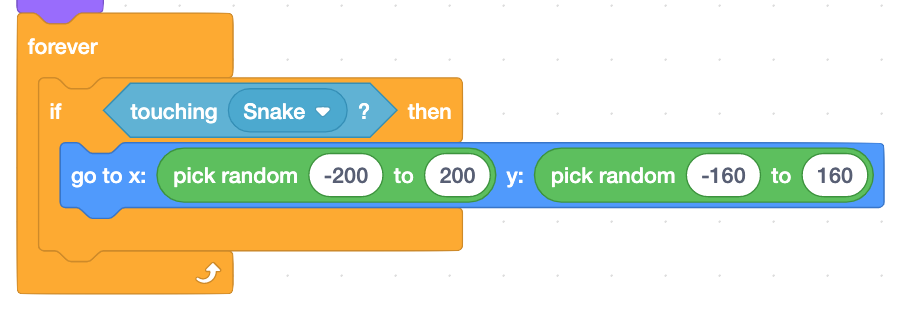 forever
if touching Snake ? then
go to x: pick random -200 to 200 y: pick random -160 to 160